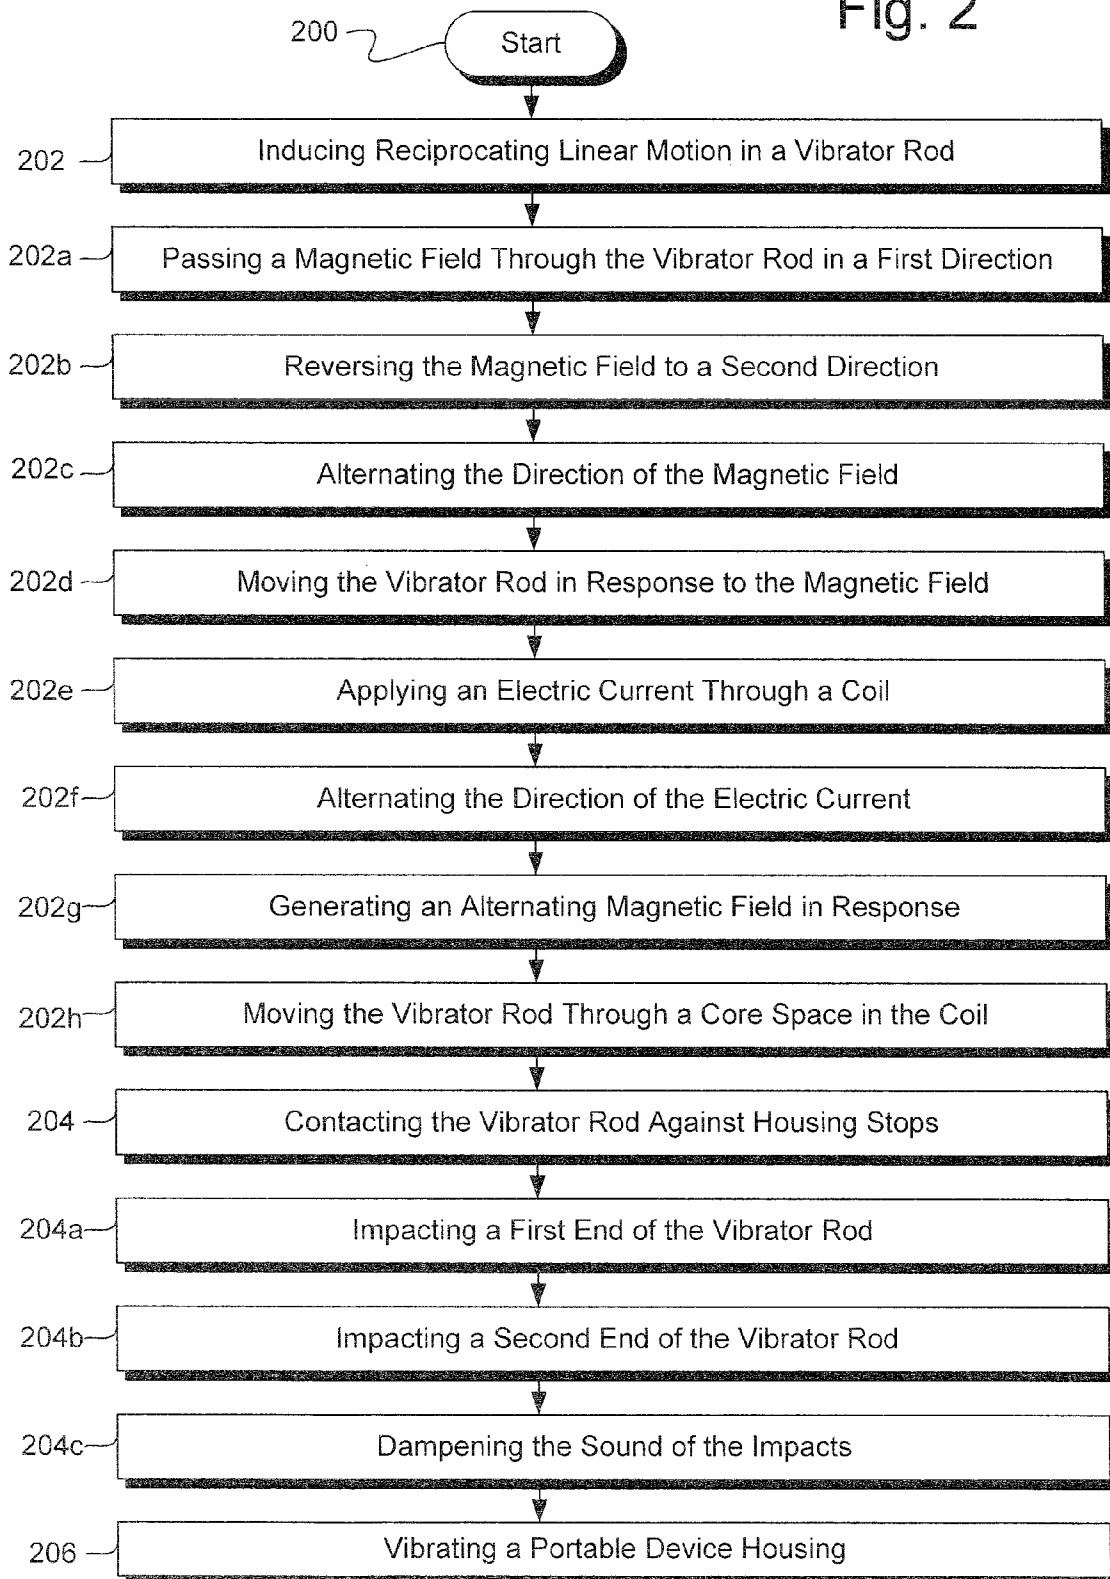 Fig. 2
200 Start
202 Inducing Reciprocating Linear Motion in a Vibrator Rod
202a Passing a Magnetic Field Through the Vibrator Rod in a First Direction
202b Reversing the Magnetic Field to a Second Direction
202c Alternating the Direction of the Magnetic Field
202d Moving the Vibrator Rod in Response to the Magnetic Field
202e Applying an Electric Current Through a Coil
202f Alternating the Direction of the Electric Current
202g Generating an Alternating Magnetic Field in Response
202h Moving the Vibrator Rod Through a Core Space in the Coil
204 Contacting the Vibrator Rod Against Housing Stops
204a Impacting a First End of the Vibrator Rod
204b Impacting a Second End of the Vibrator Rod
204c Dampening the Sound of the Impacts
206 Vibrating a Portable Device Housing